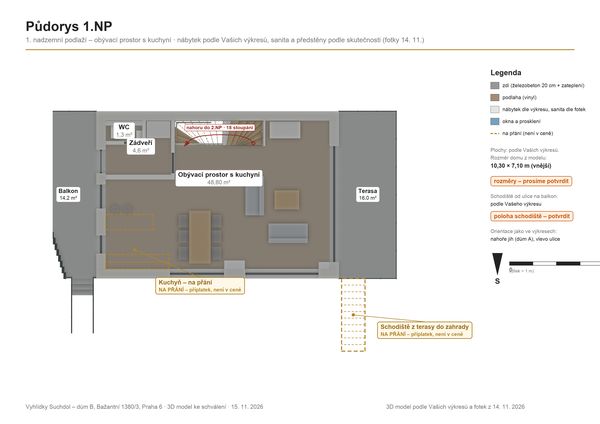 Půdorys 1.NP
1. nadzemní podlaží – obývací prostor s kuchyní · nábytek podle Vašich výkresů, sanita a předstěny podle skutečnosti (fotky 14. 11.)
Legenda
zdi (železobeton 20 cm + zateplení)
podlaha (vinyl)
nábytek dle výkresu, sanita dle fotek
okna a prosklení
na přání (není v ceně)
Plochy: podle Vašich výkresů.
Rozměr domu z modelu:
10,30 × 7,10 m (vnější)
rozměry – prosíme potvrdit
Schodiště od ulice na balkon:
podle Vašeho výkresu
poloha schodiště – potvrdit
Orientace jako ve výkresech:
nahoře jih (dům A), vlevo ulice
S
0
WC
1.3 m²
nahoru do 2.NP · 18 stoupání
Zádveří
4.6 m²
Obývací prostor s kuchyní
48,80 m²
Balkon
14.2 m²
Terasa
16.0 m²
Kuchyň – na přání
NA PŘÁNÍ – příplatek, není v ceně
Schodiště z terasy do zahrady
NA PŘÁNÍ – příplatek, není v ceně
Vyhlídky Suchdol – dům B, Bažantní 1380/3, Praha 6 · 3D model ke schválení · 15. 11. 2026
3D model podle Vašich výkresů a fotek z 14. 11. 2026